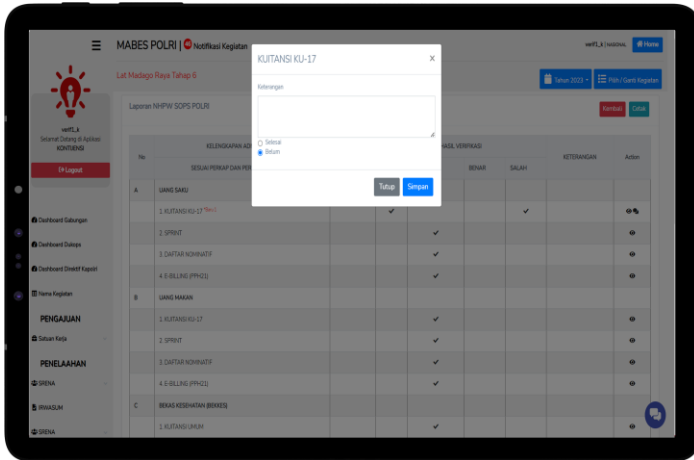 MABES POLRI | Notifikasi Kegiatan
verif1_k | NASIONAL
Home
Lat Madago Raya Tahap 6
Tahun 2023
Pilih / Ganti Kegiatan
verif1_k
Selamat Datang di Aplikasi
KONTIJENSI
Logout
Dashboard Gabungan
Dashboard Dukops
Dashboard Direktif Kapolri
Nama Kegiatan
PENGAJUAN
Satuan Kerja
PENELAAHAN
SRENA
IRWASUM
SRENA
Laporan NHPW SOPS POLRI
Kembali
Cetak
KUITANSI KU-17
X
Keterangan
Selesai
Belum
Tutup
Simpan
No
KELENGKAPAN
HASIL VERIFIKASI
KETERANGAN
Action
SESUAI PERKAP DAN
BENAR
SALAH
A
UANG SAKU
1. KUITANSI KU-17
2. SPRINT
3. DAFTAR NOMINATIF
4. E-BILLING (PPH21)
B
UANG MAKAN
1. KUITANSI KU-17
2. SPRINT
3. DAFTAR NOMINATIF
4. E-BILLING (PPH21)
C
BEKAS KESEHATAN (BEKKES)
1. KUITANSI UMUM